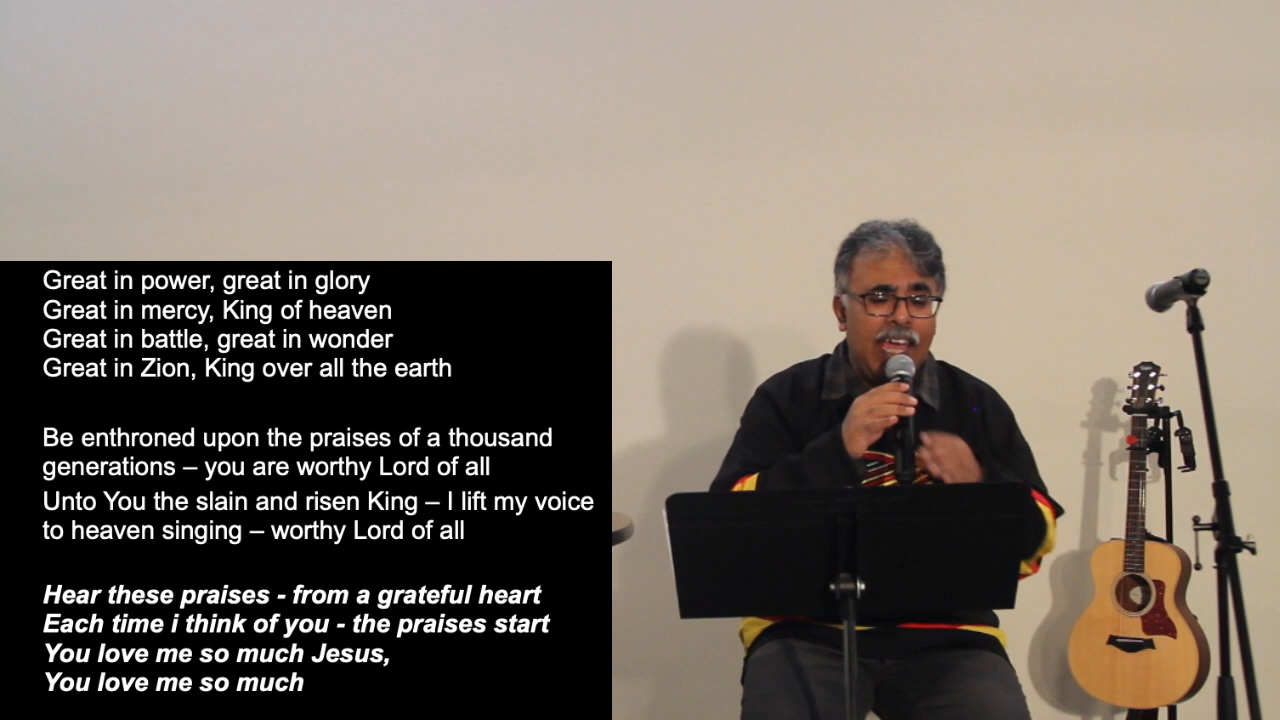 Great in power, great in glory
Great in mercy, King of heaven
Great in battle, great in wonder
Great in Zion, King over all the earth
Be enthroned upon the praises of a thousand
generations – you are worthy Lord of all
Unto You the slain and risen King – I lift my voice
to heaven singing – worthy Lord of all
Hear these praises - from a grateful heart
Each time i think of you - the praises start
You love me so much Jesus,
You love me so much